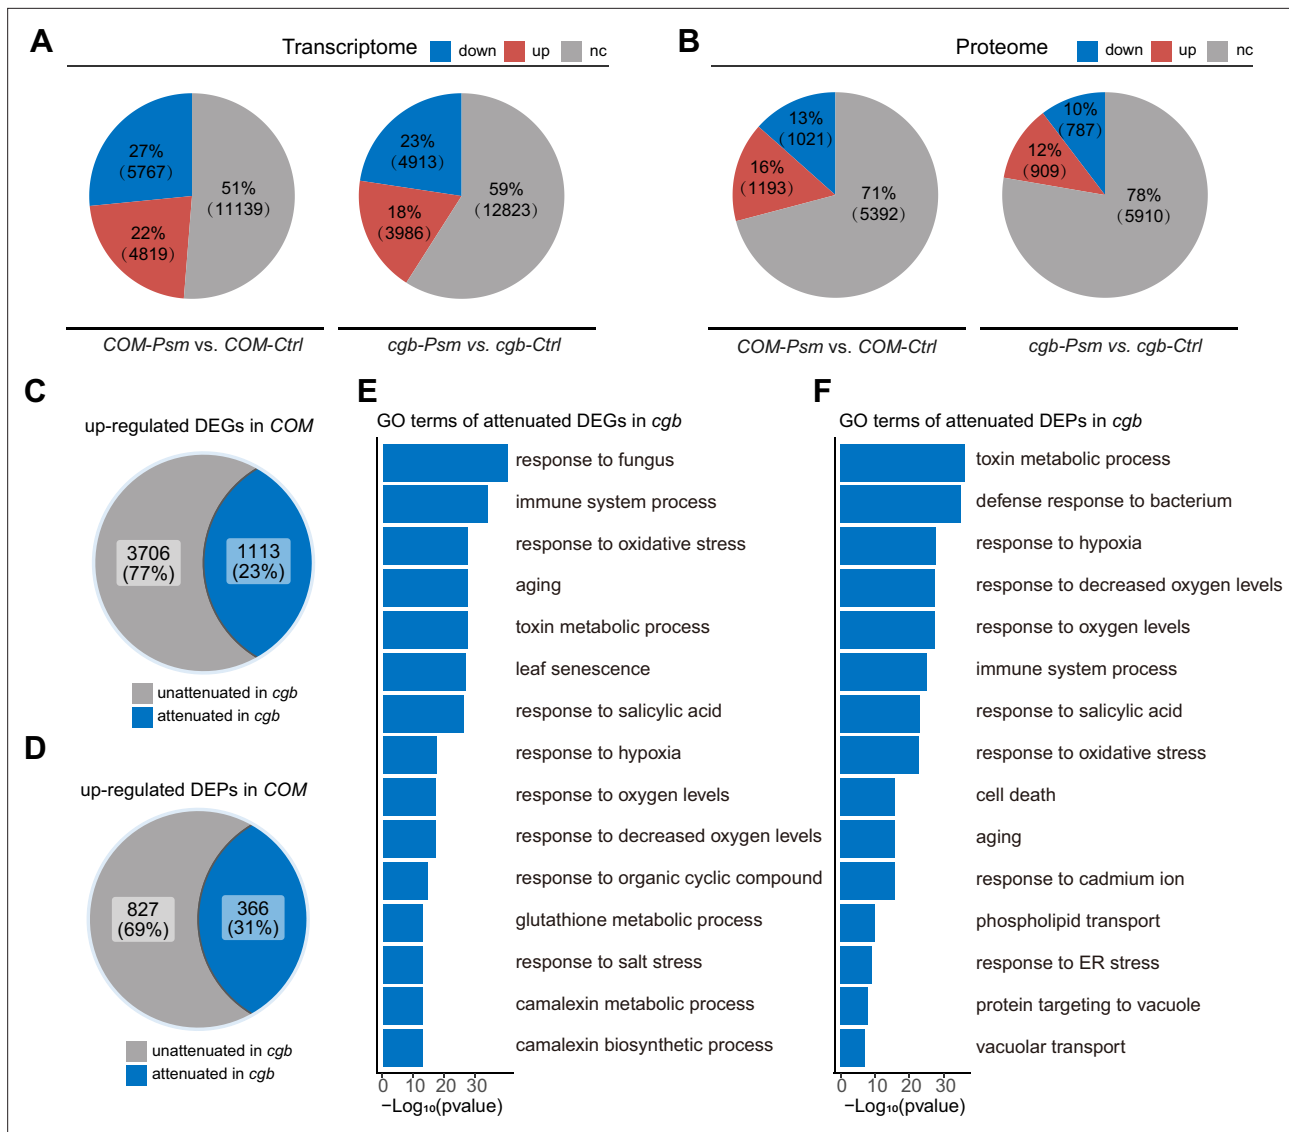 A
Transcriptome
down
up
nc
27%
(5767)
51%
(11139)
22%
(4819)
23%
(4913)
59%
(12823)
18%
(3986)
COM-Psm vs. COM-Ctrl
cgb-Psm vs. cgb-Ctrl
B
Proteome
down
up
nc
13%
(1021)
16%
(1193)
71%
(5392)
10%
(787)
12%
(909)
78%
(5910)
COM-Psm vs. COM-Ctrl
cgb-Psm vs. cgb-Ctrl
C
up-regulated DEGs in COM
3706
(77%)
1113
(23%)
unattenuated in cgb
attenuated in cgb
D
up-regulated DEPs in COM
827
(69%)
366
(31%)
unattenuated in cgb
attenuated in cgb
E
GO terms of attenuated DEGs in cgb
response to fungus
immune system process
response to oxidative stress
aging
toxin metabolic process
leaf senescence
response to salicylic acid
response to hypoxia
response to oxygen levels
response to decreased oxygen levels
response to organic cyclic compound
glutathione metabolic process
response to salt stress
camalexin metabolic process
camalexin biosynthetic process
0 10 20 30
−Log₁₀(pvalue)
F
GO terms of attenuated DEPs in cgb
toxin metabolic process
defense response to bacterium
response to hypoxia
response to decreased oxygen levels
response to oxygen levels
immune system process
response to salicylic acid
response to oxidative stress
cell death
aging
response to cadmium ion
phospholipid transport
response to ER stress
protein targeting to vacuole
vacuolar transport
0 10 20 30
−Log₁₀(pvalue)